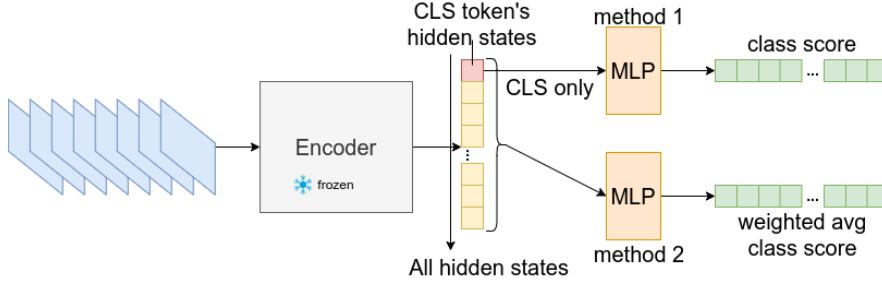 CLS token's
hidden states
method 1
class score
MLP
...
CLS only
Encoder
frozen
...
MLP
...
weighted avg
class score
method 2
All hidden states